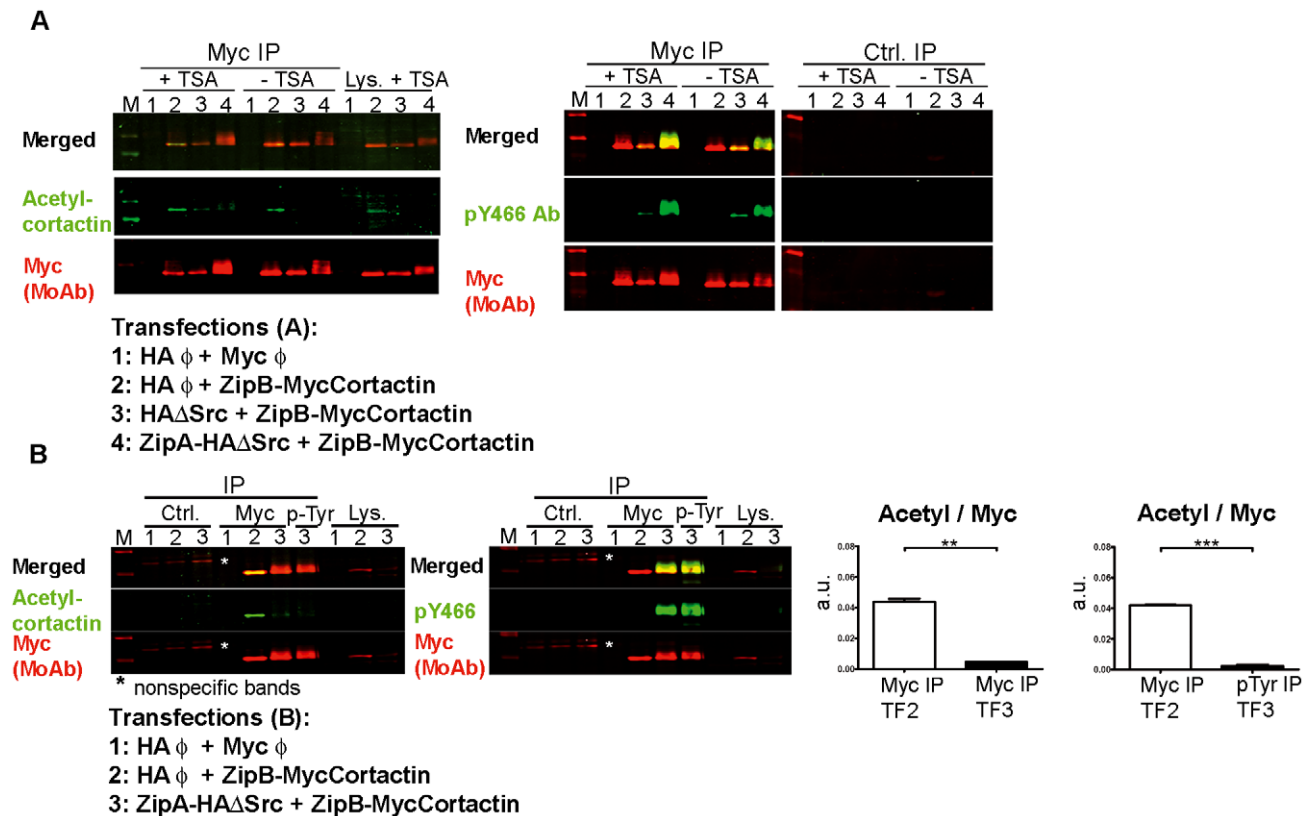 A
Myc IP
+ TSA - TSA Lys. + TSA
M 1 2 3 4 1 2 3 4 1 2 3 4
Merged
Acetyl-
cortactin
Myc
(MoAb)
Myc IP Ctrl. IP
+ TSA - TSA + TSA - TSA
M 1 2 3 4 1 2 3 4 1 2 3 4 1 2 3 4
Merged
pY466 Ab
Myc
(MoAb)
Transfections (A):
1: HA ϕ + Myc ϕ
2: HA ϕ + ZipB-MycCortactin
3: HAΔSrc + ZipB-MycCortactin
4: ZipA-HAΔSrc + ZipB-MycCortactin
B
IP
Ctrl. Myc p-Tyr Lys.
M 1 2 3 1 2 3 3 1 2 3
Merged
*
Acetyl-
cortactin
Myc
(MoAb)
*
* nonspecific bands
IP
Ctrl. Myc p-Tyr Lys.
M 1 2 3 1 2 3 3 1 2 3
Merged
*
pY466
Myc
(MoAb)
*
Acetyl / Myc
**
a.u.
0.08
0.06
0.04
0.02
0.00
Myc IP Myc IP
TF2 TF3
Acetyl / Myc
***
a.u.
0.08
0.06
0.04
0.02
0.00
Myc IP pTyr IP
TF2 TF3
Transfections (B):
1: HA ϕ + Myc ϕ
2: HA ϕ + ZipB-MycCortactin
3: ZipA-HAΔSrc + ZipB-MycCortactin